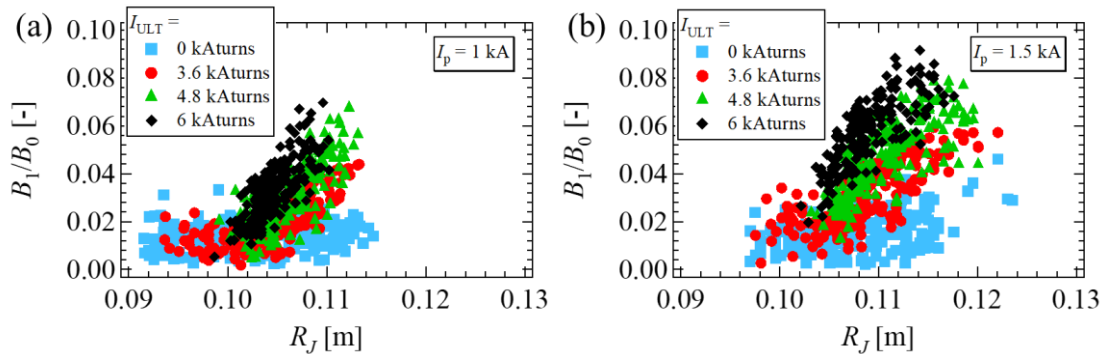 (a)
I_ULT =
0 kAturns
3.6 kAturns
4.8 kAturns
6 kAturns
I_p = 1 kA
0.10
0.08
0.06
0.04
0.02
0.00
B_1/B_0 [-]
0.09 0.10 0.11 0.12 0.13
R_J [m]
(b)
I_ULT =
0 kAturns
3.6 kAturns
4.8 kAturns
6 kAturns
I_p = 1.5 kA
0.10
0.08
0.06
0.04
0.02
0.00
B_1/B_0 [-]
0.09 0.10 0.11 0.12 0.13
R_J [m]